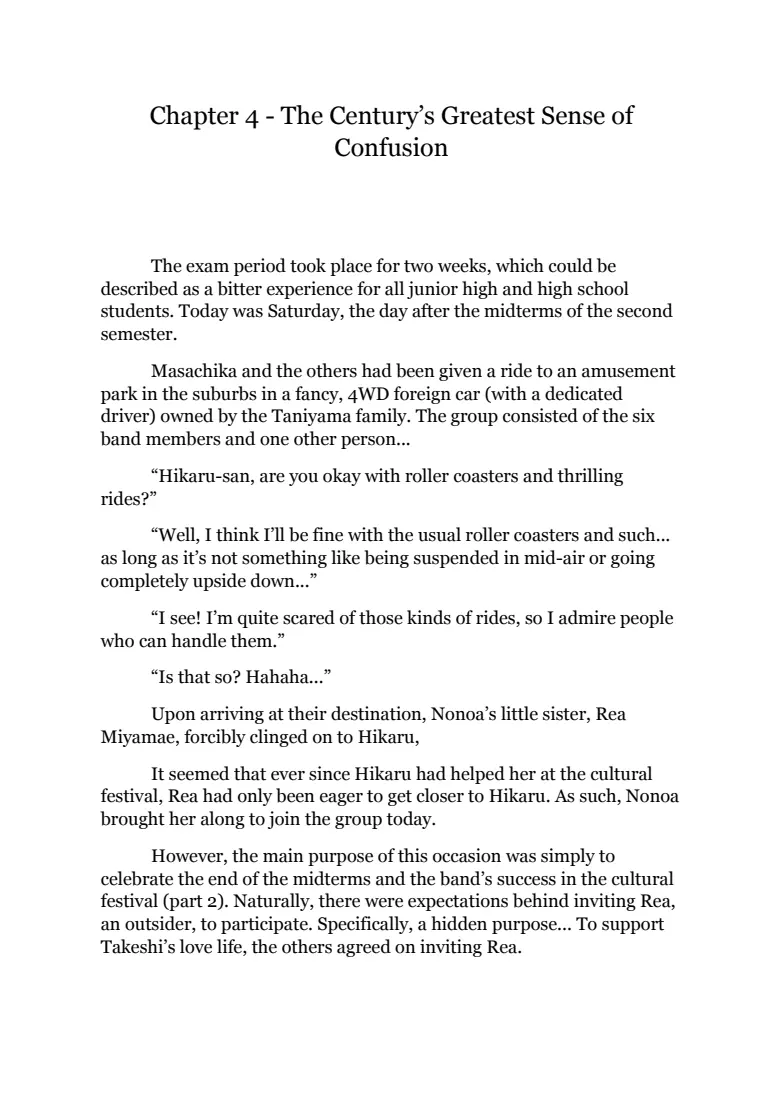 Chapter 4 - The Century’s Greatest Sense of
Confusion
The exam period took place for two weeks, which could be
described as a bitter experience for all junior high and high school
students. Today was Saturday, the day after the midterms of the second
semester.
Masachika and the others had been given a ride to an amusement
park in the suburbs in a fancy, 4WD foreign car (with a dedicated
driver) owned by the Taniyama family. The group consisted of the six
band members and one other person...
“Hikaru-san, are you okay with roller coasters and thrilling
rides?”
“Well, I think I’ll be fine with the usual roller coasters and such...
as long as it’s not something like being suspended in mid-air or going
completely upside down...”
“I see! I’m quite scared of those kinds of rides, so I admire people
who can handle them.”
“Is that so? Hahaha...”
Upon arriving at their destination, Nonoa’s little sister, Rea
Miyamae, forcibly clinged on to Hikaru,
It seemed that ever since Hikaru had helped her at the cultural
festival, Rea had only been eager to get closer to Hikaru. As such, Nonoa
brought her along to join the group today.
However, the main purpose of this occasion was simply to
celebrate the end of the midterms and the band’s success in the cultural
festival (part 2). Naturally, there were expectations behind inviting Rea,
an outsider, to participate. Specifically, a hidden purpose... To support
Takeshi’s love life, the others agreed on inviting Rea.